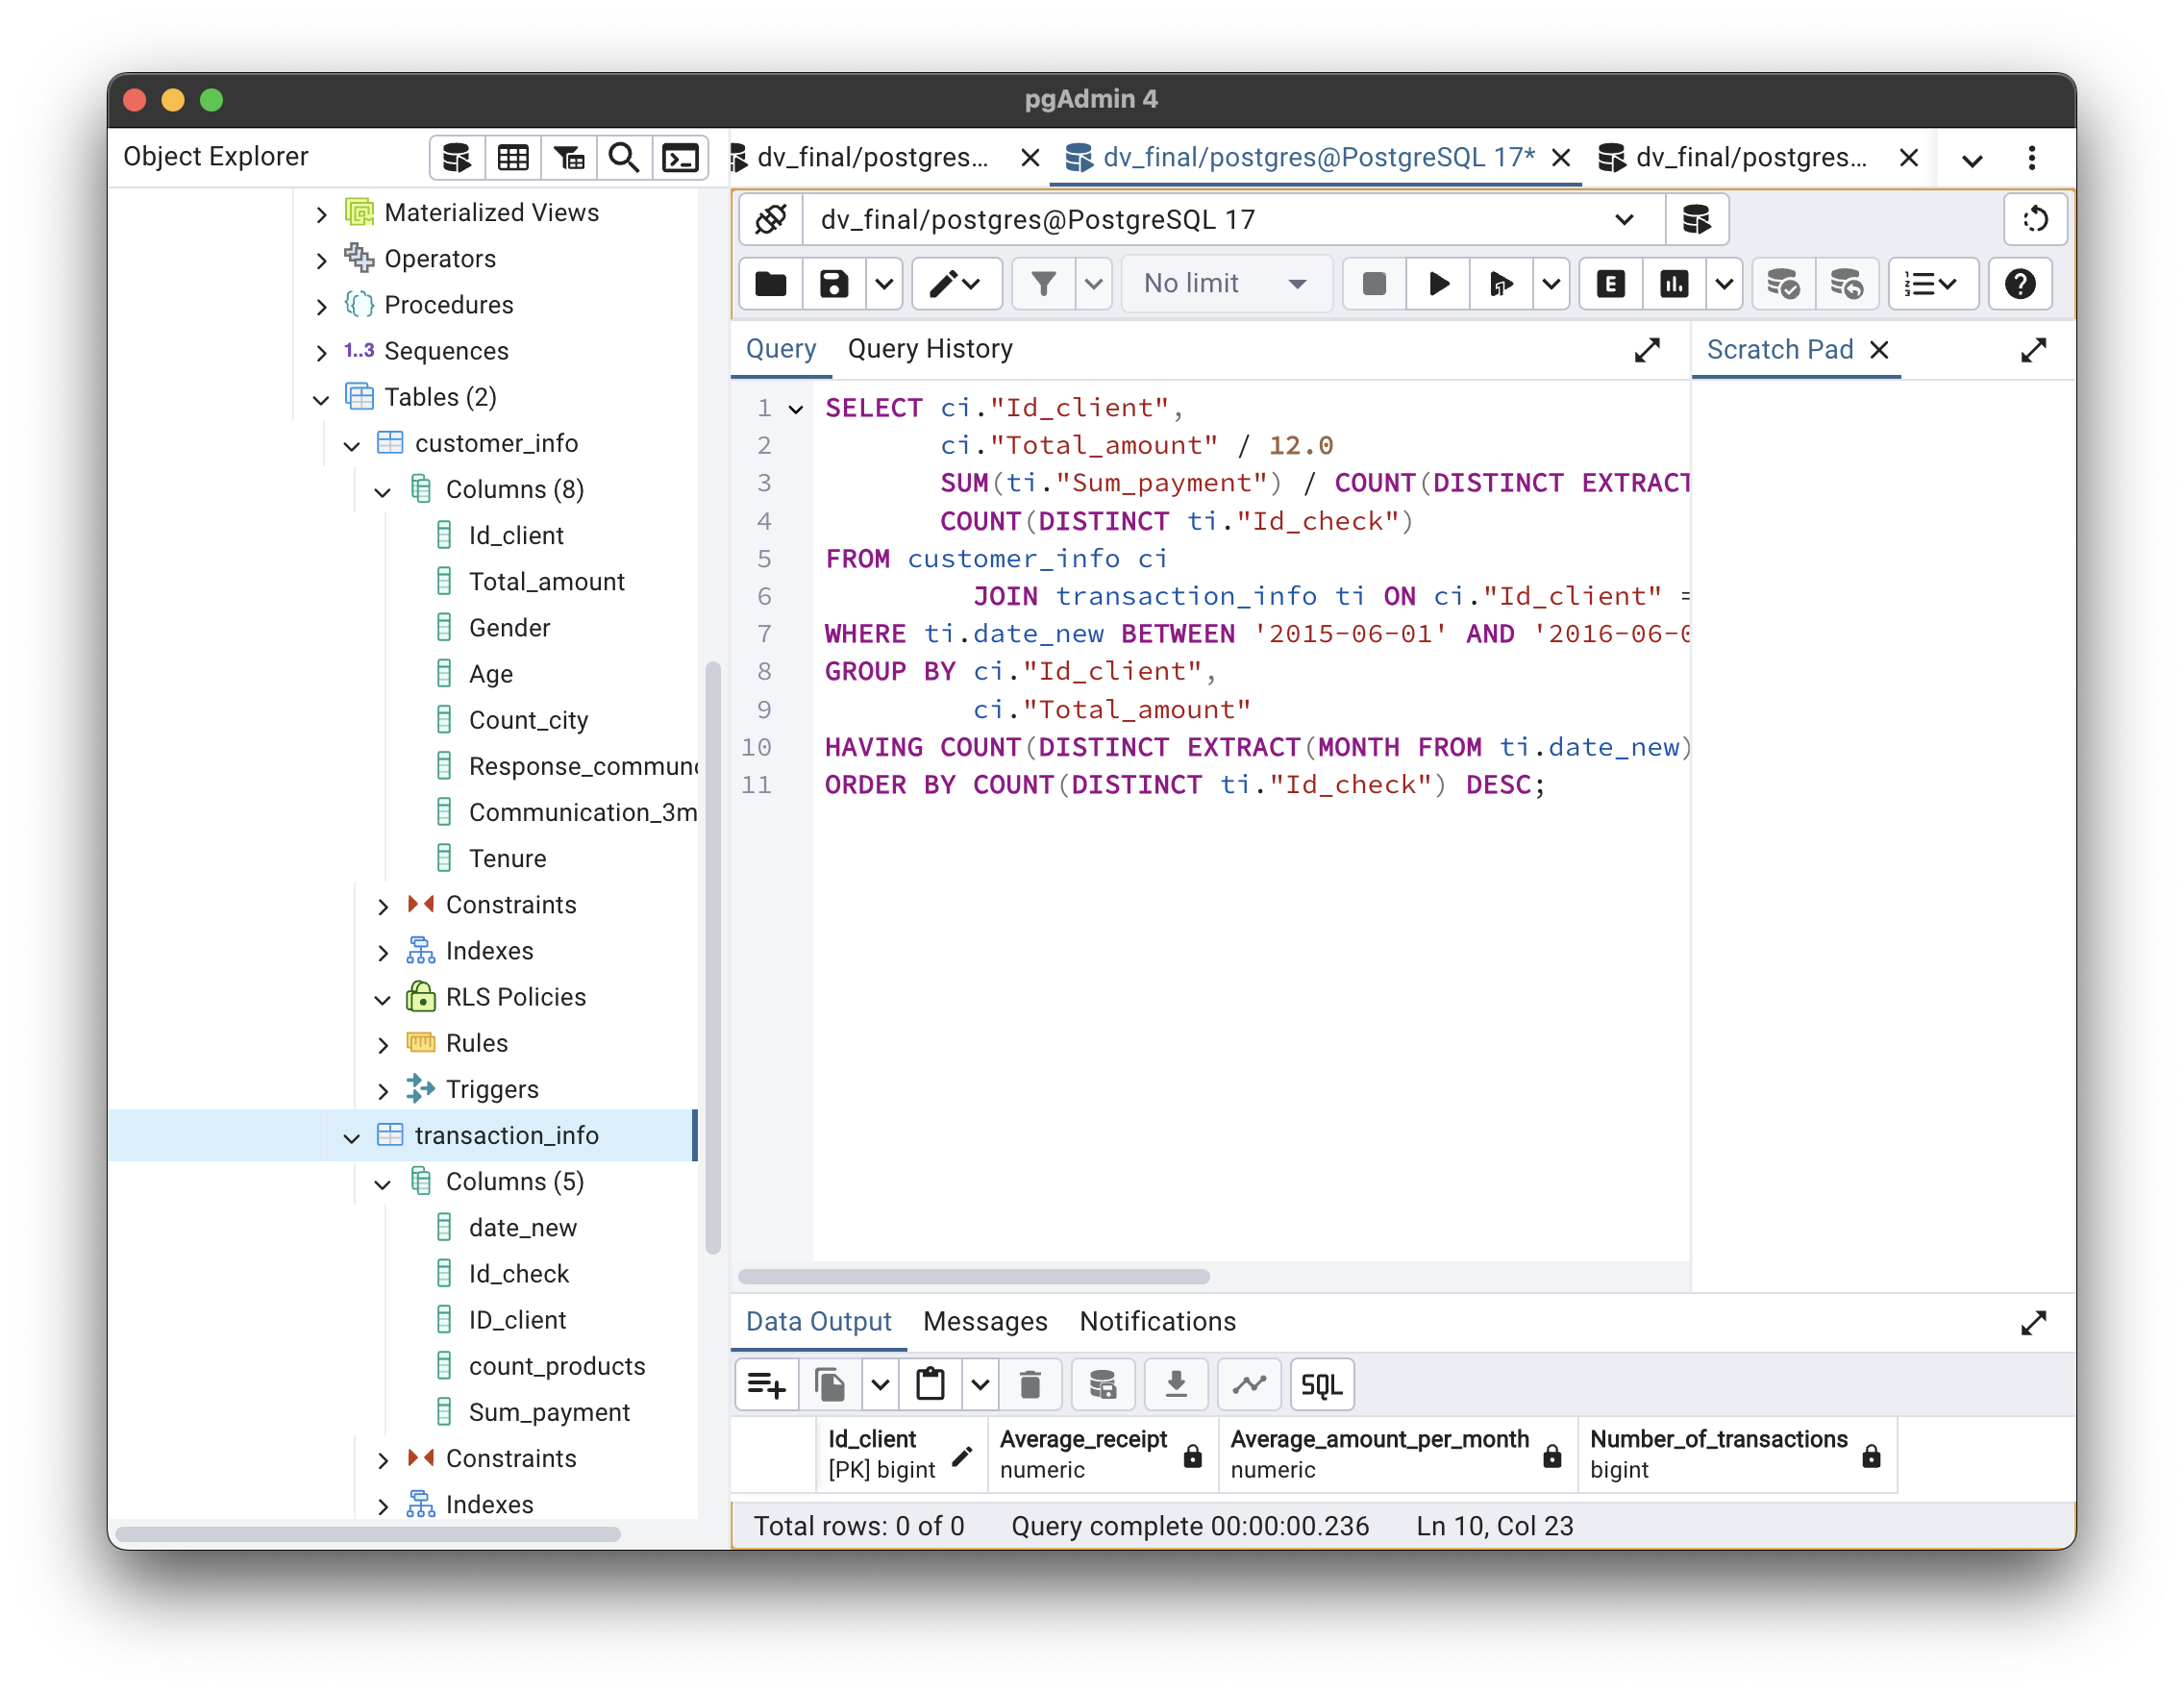 pgAdmin 4
Object Explorer
dv_final/postgres...
dv_final/postgres@PostgreSQL 17*
dv_final/postgres...
Materialized Views
Operators
Procedures
1..3 Sequences
Tables (2)
customer_info
Columns (8)
Id_client
Total_amount
Gender
Age
Count_city
Response_commun
Communication_3m
Tenure
Constraints
Indexes
RLS Policies
Rules
Triggers
transaction_info
Columns (5)
date_new
Id_check
ID_client
count_products
Sum_payment
Constraints
Indexes
dv_final/postgres@PostgreSQL 17
No limit
E
Query
Query History
Scratch Pad
1 SELECT ci."Id_client",
2 ci."Total_amount" / 12.0
3 SUM(ti."Sum_payment") / COUNT(DISTINCT EXTRACT
4 COUNT(DISTINCT ti."Id_check")
5 FROM customer_info ci
6 JOIN transaction_info ti ON ci."Id_client" =
7 WHERE ti.date_new BETWEEN '2015-06-01' AND '2016-06-0
8 GROUP BY ci."Id_client",
9 ci."Total_amount"
10 HAVING COUNT(DISTINCT EXTRACT(MONTH FROM ti.date_new)
11 ORDER BY COUNT(DISTINCT ti."Id_check") DESC;
Data Output
Messages
Notifications
SQL
Id_client
[PK] bigint
Average_receipt
numeric
Average_amount_per_month
numeric
Number_of_transactions
bigint
Total rows: 0 of 0
Query complete 00:00:00.236
Ln 10, Col 23